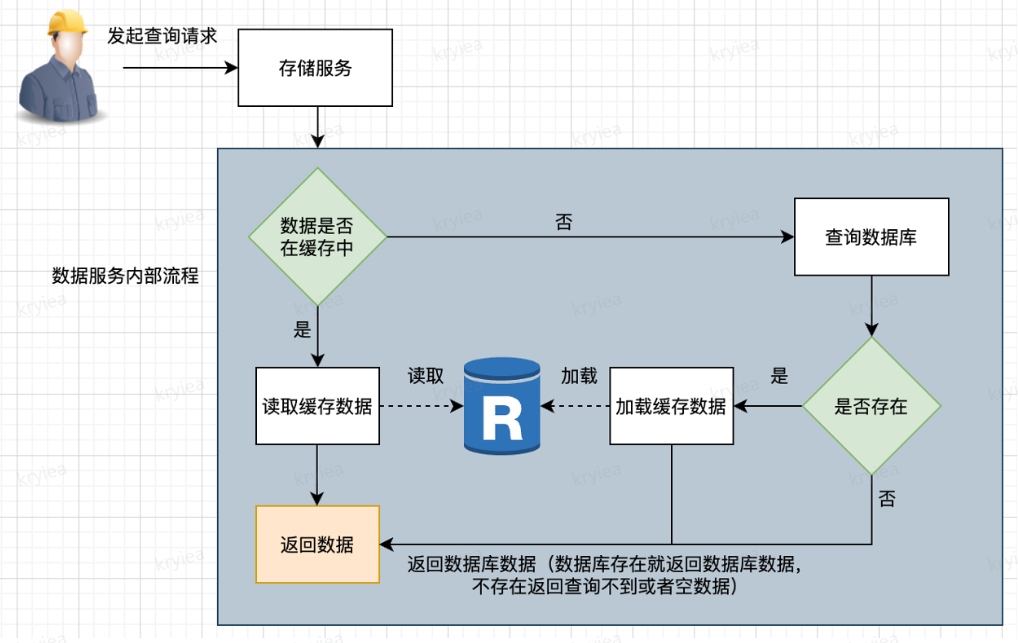 发起查询请求
存储服务
数据是否
在缓存中
否
查询数据库
数据服务内部流程
是
读取
加载
是
读取缓存数据
R
加载缓存数据
是否存在
否
返回数据
返回数据库数据（数据库存在就返回数据库数据，
不存在返回查询不到或者空数据）
kryiea